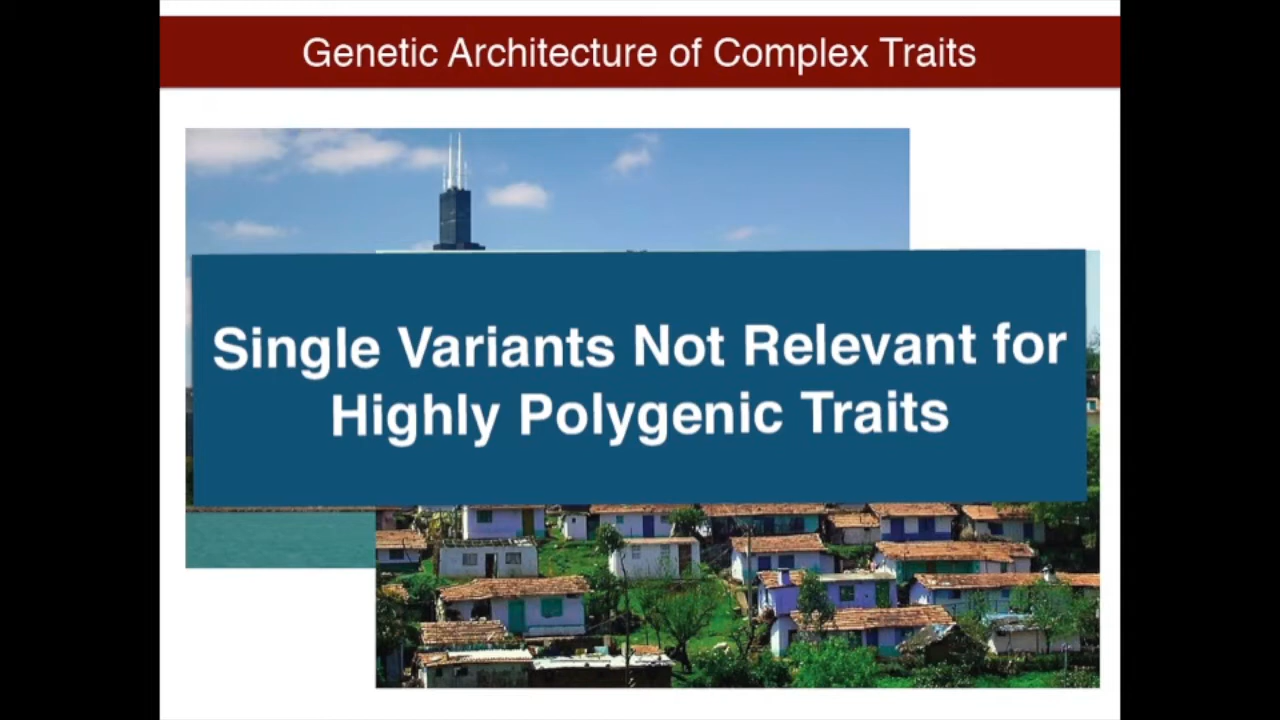 Genetic Architecture of Complex Traits
Single Variants Not Relevant for
Highly Polygenic Traits